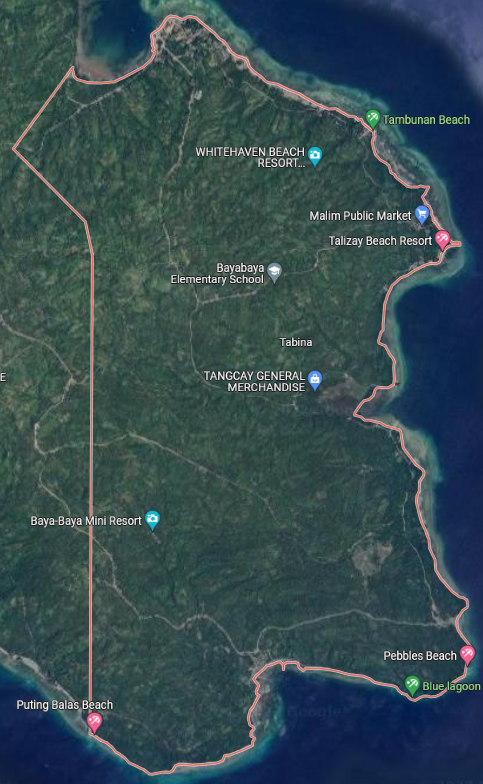 Tambunan Beach
WHITEHAVEN BEACH
RESORT...
Malim Public Market
Talizay Beach Resort
Bayabaya
Elementary School
Tabina
E
TANGCAY GENERAL
MERCHANDISE
Baya-Baya Mini Resort
Pebbles Beach
Blue lagoon
Puting Balas Beach
Google